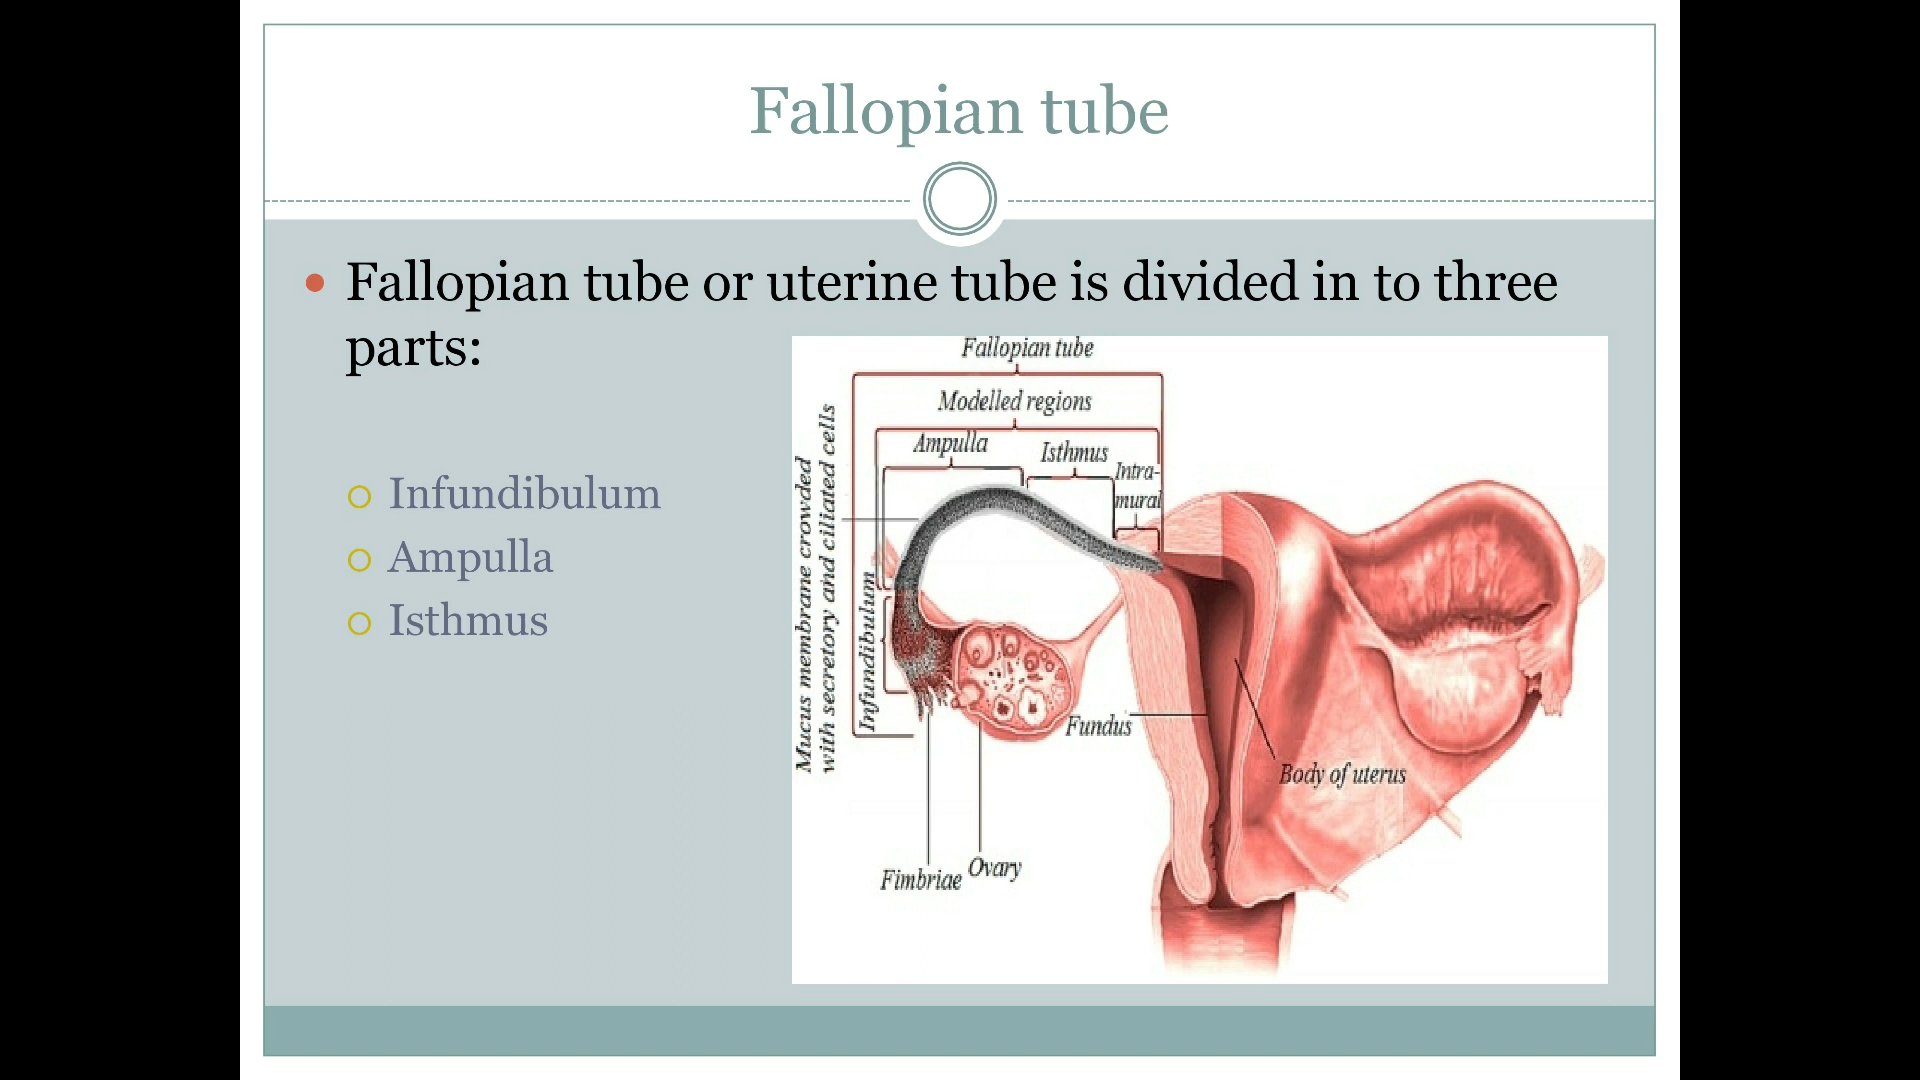 Fallopian tube
Fallopian tube or uterine tube is divided in to three
parts:
Infundibulum
Ampulla
Isthmus
Fallopian tube
Modelled regions
Ampulla
Isthmus
Intra-
mural
Mucus membrane crowded
with secretory and ciliated cells
Infundibulum
Fundus
Body of uterus
Fimbriae
Ovary